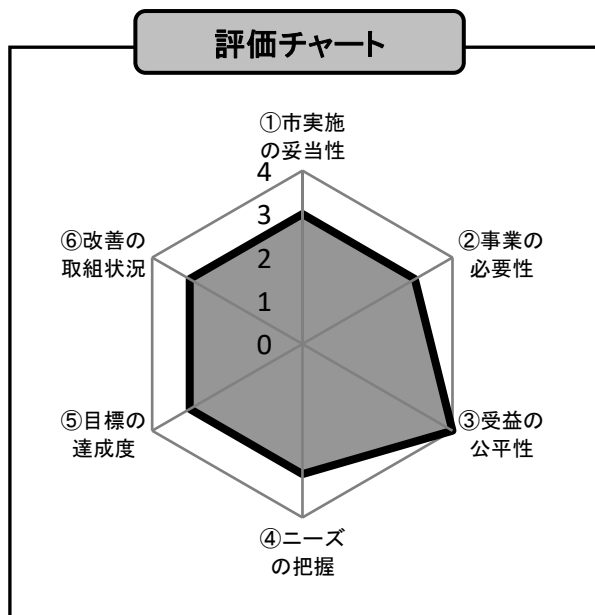 評価チャート
①市実施
の妥当性
4
3
2
1
0
②事業の
必要性
③受益の
公平性
④ニーズ
の把握
⑤目標の
達成度
⑥改善の
取組状況